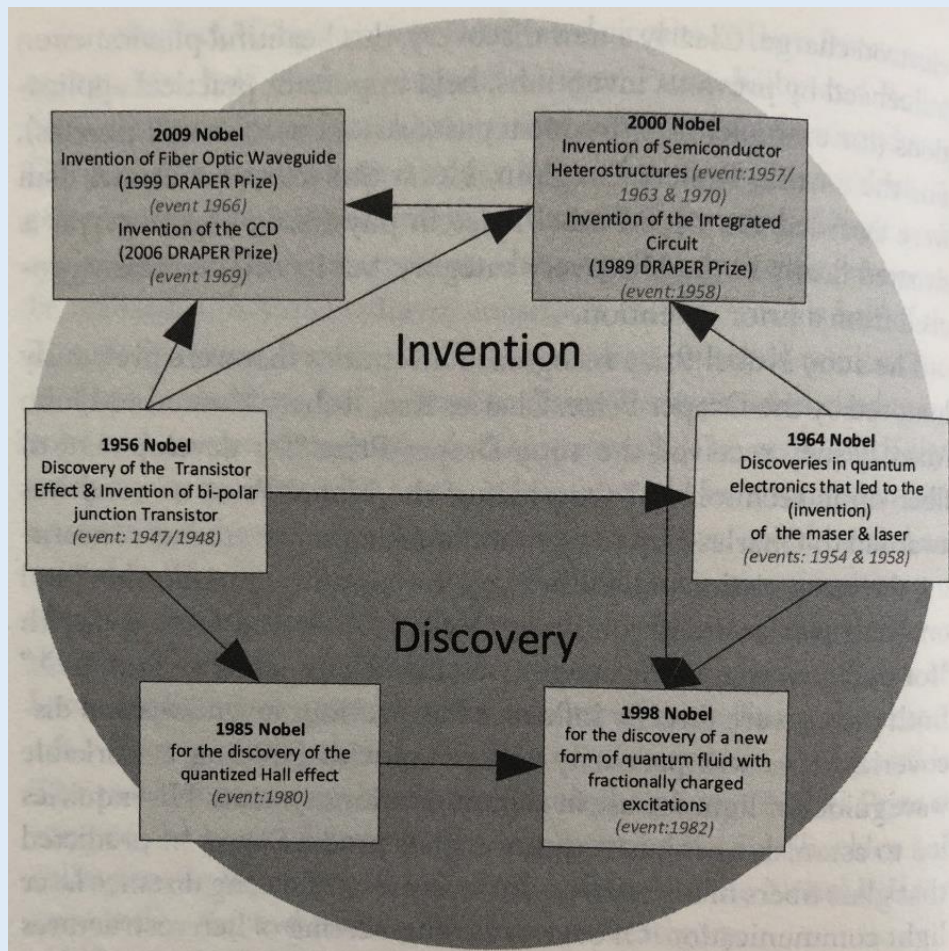 2009 Nobel
Invention of Fiber Optic Waveguide
(1999 DRAPER Prize)
(event 1966)
Invention of the CCD
(2006 DRAPER Prize)
(event 1969)
2000 Nobel
Invention of Semiconductor
Heterostructures (event:1957/
1963 & 1970)
Invention of the Integrated
Circuit
(1989 DRAPER Prize)
(event:1958)
Invention
1956 Nobel
Discovery of the Transistor
Effect & Invention of bi-polar
junction Transistor
(event: 1947/1948)
1964 Nobel
Discoveries in quantum
electronics that led to the
(invention)
of the maser & laser
(events: 1954 & 1958)
Discovery
1985 Nobel
for the discovery of the
quantized Hall effect
(event:1980)
1998 Nobel
for the discovery of a new
form of quantum fluid with
fractionally charged
excitations
(event:1982)